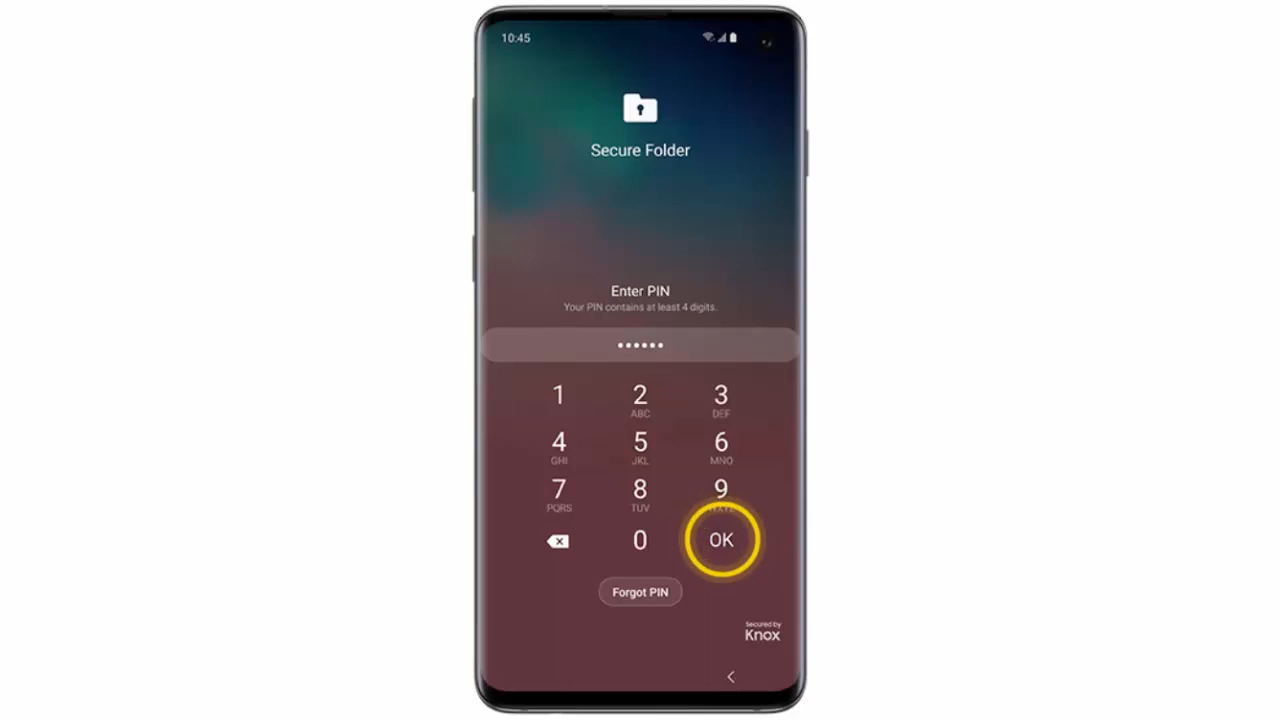 10:45
Secure Folder
Enter PIN
Your PIN contains at least 4 digits.
1 2 3
ABC DEF
4 5 6
GHI JKL MNO
7 8 9
PQRS TUV WXYZ
0 OK
Forgot PIN
Secured by
Knox